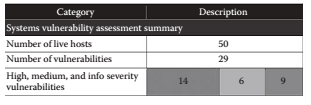 Category Description
Systems vulnerability assessment summary
Number of live hosts 50
Number of vulnerabilities 29
High, medium, and info severity 14 6 9
vulnerabilities